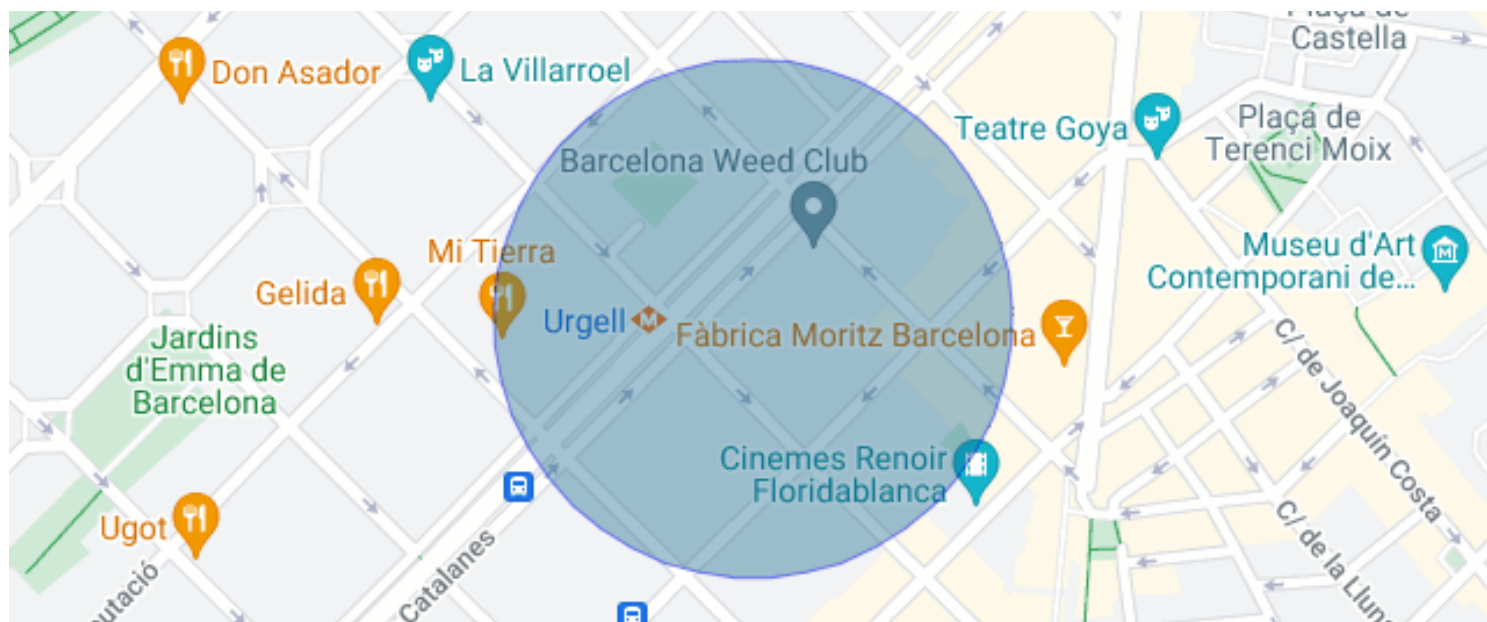 Plaça de
Castella
Don Asador
La Villarroel
Teatre Goya
Plaça de
Terenci Moix
Barcelona Weed Club
Mi Tierra
Gelida
Museu d'Art
Contemporani de...
Urgell
Fàbrica Moritz Barcelona
Jardins
d'Emma de
Barcelona
C/ de Joaquín Costa
Cinemes Renoir
Floridablanca
Ugot
utació
Catalanes
C/ de la Llun